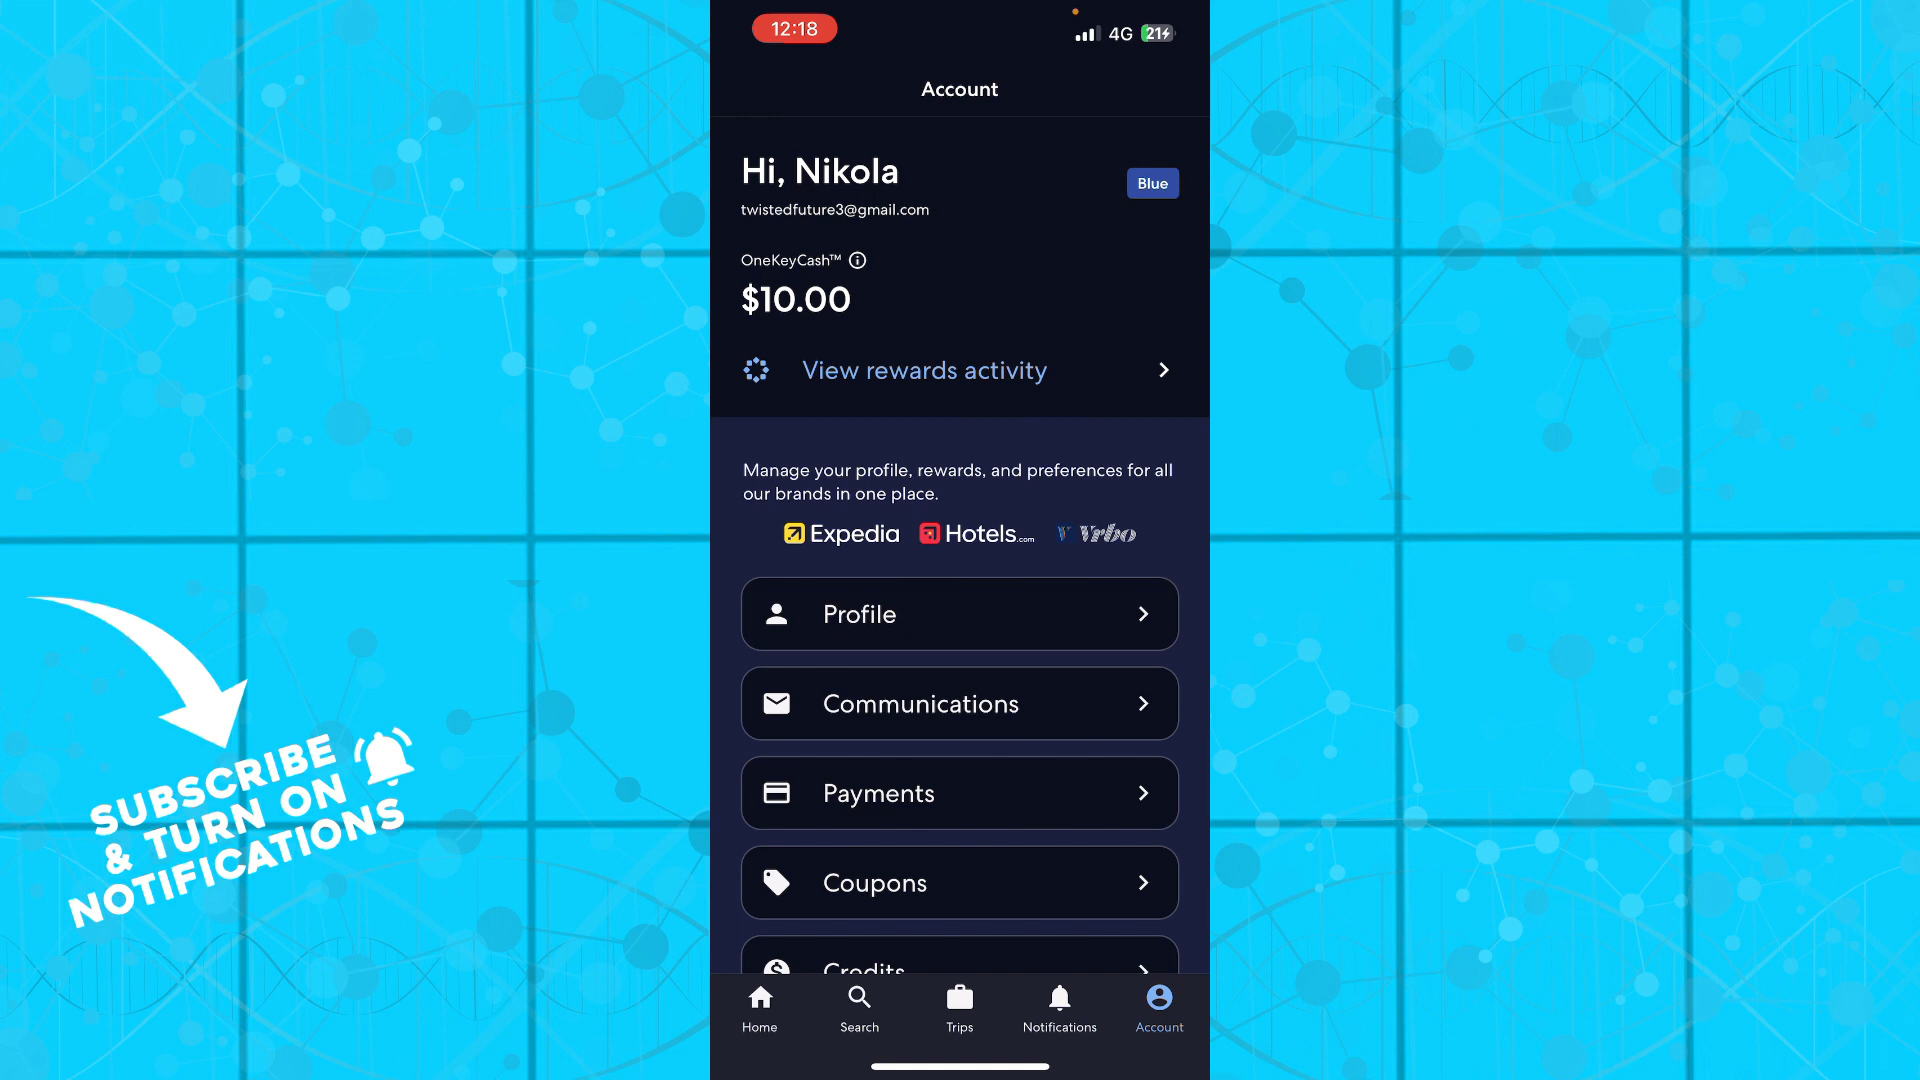 12:18
4G 21
Account
Hi, Nikola
Blue
twistedfuture3@gmail.com
OneKeyCash™
$10.00
View rewards activity
Manage your profile, rewards, and preferences for all
our brands in one place.
Expedia Hotels.com Vrbo
Profile
Communications
Payments
Coupons
Credits
Home Search Trips Notifications Account
SUBSCRIBE
& TURN ON
NOTIFICATIONS